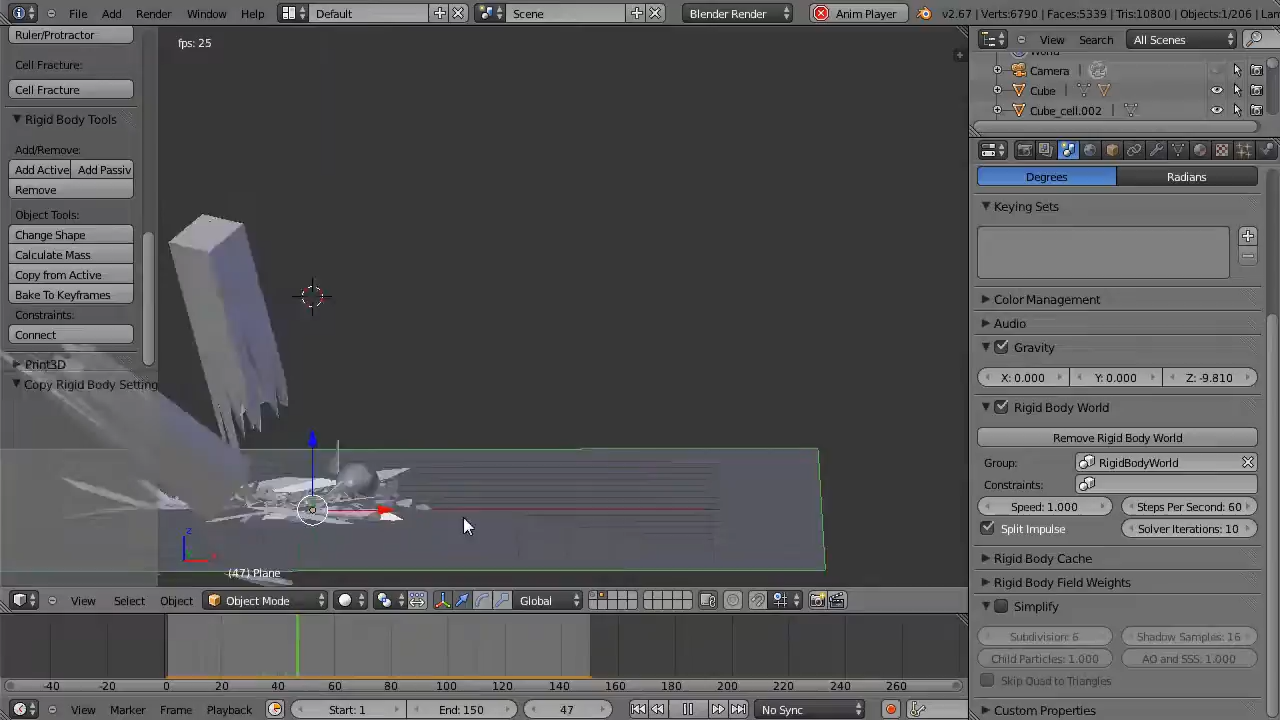 File Add Render Window Help Default Scene Blender Render Anim Player v2.67 | Verts:6790 | Faces:5339 | Tris:10800 | Objects:1/206 | Lan
Ruler/Protractor
Cell Fracture:
Cell Fracture
Rigid Body Tools
Add/Remove:
Add Active Add Passiv
Remove
Object Tools:
Change Shape
Calculate Mass
Copy from Active
Bake To Keyframes
Constraints:
Connect
Print3D
Copy Rigid Body Setting
fps: 25
z
(47) Plane
View Select Object Object Mode Global
View Search All Scenes
World
Camera
Cube
Cube_cell.002
Degrees Radians
Keying Sets
Color Management
Audio
Gravity
X: 0.000 Y: 0.000 Z: -9.810
Rigid Body World
Remove Rigid Body World
Group: RigidBodyWorld
Constraints:
Speed: 1.000 Steps Per Second: 60
Split Impulse Solver Iterations: 10
Rigid Body Cache
Rigid Body Field Weights
Simplify
Subdivision: 6 Shadow Samples: 16
Child Particles: 1.000 AO and SSS: 1.000
Skip Quad to Triangles
Custom Properties
-40 -20 0 20 40 60 80 100 120 140 160 180 200 220 240 260
View Marker Frame Playback Start: 1 End: 150 47 No Sync